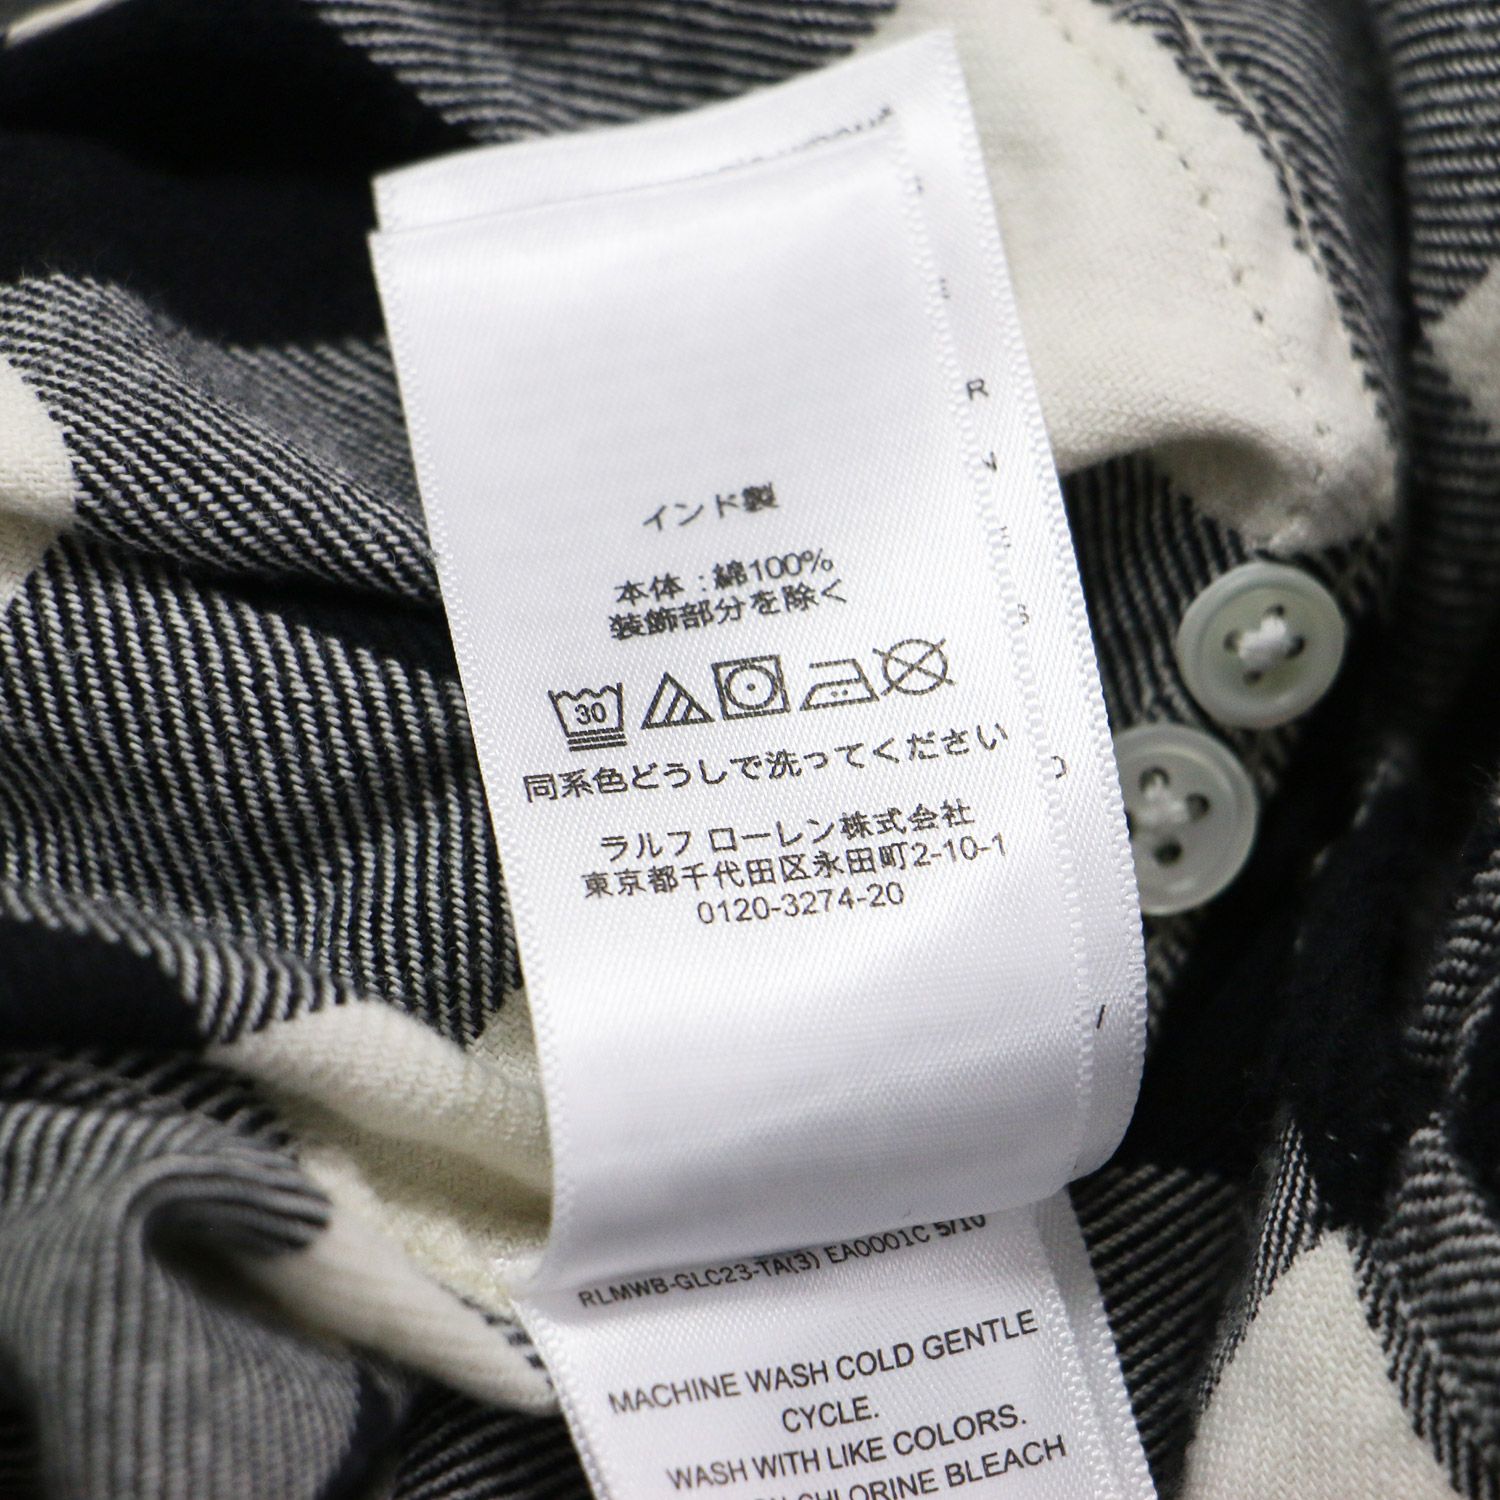 インド製
本体:綿100%
装飾部分を除く
30
同系色どうしで洗ってください
ラルフ ローレン株式会社
東京都千代田区永田町2-10-1
0120-3274-20
RLMWB-GLC23-TA(3) EA0001C 5/10
MACHINE WASH COLD GENTLE
CYCLE.
WASH WITH LIKE COLORS.
CHLORINE BLEACH